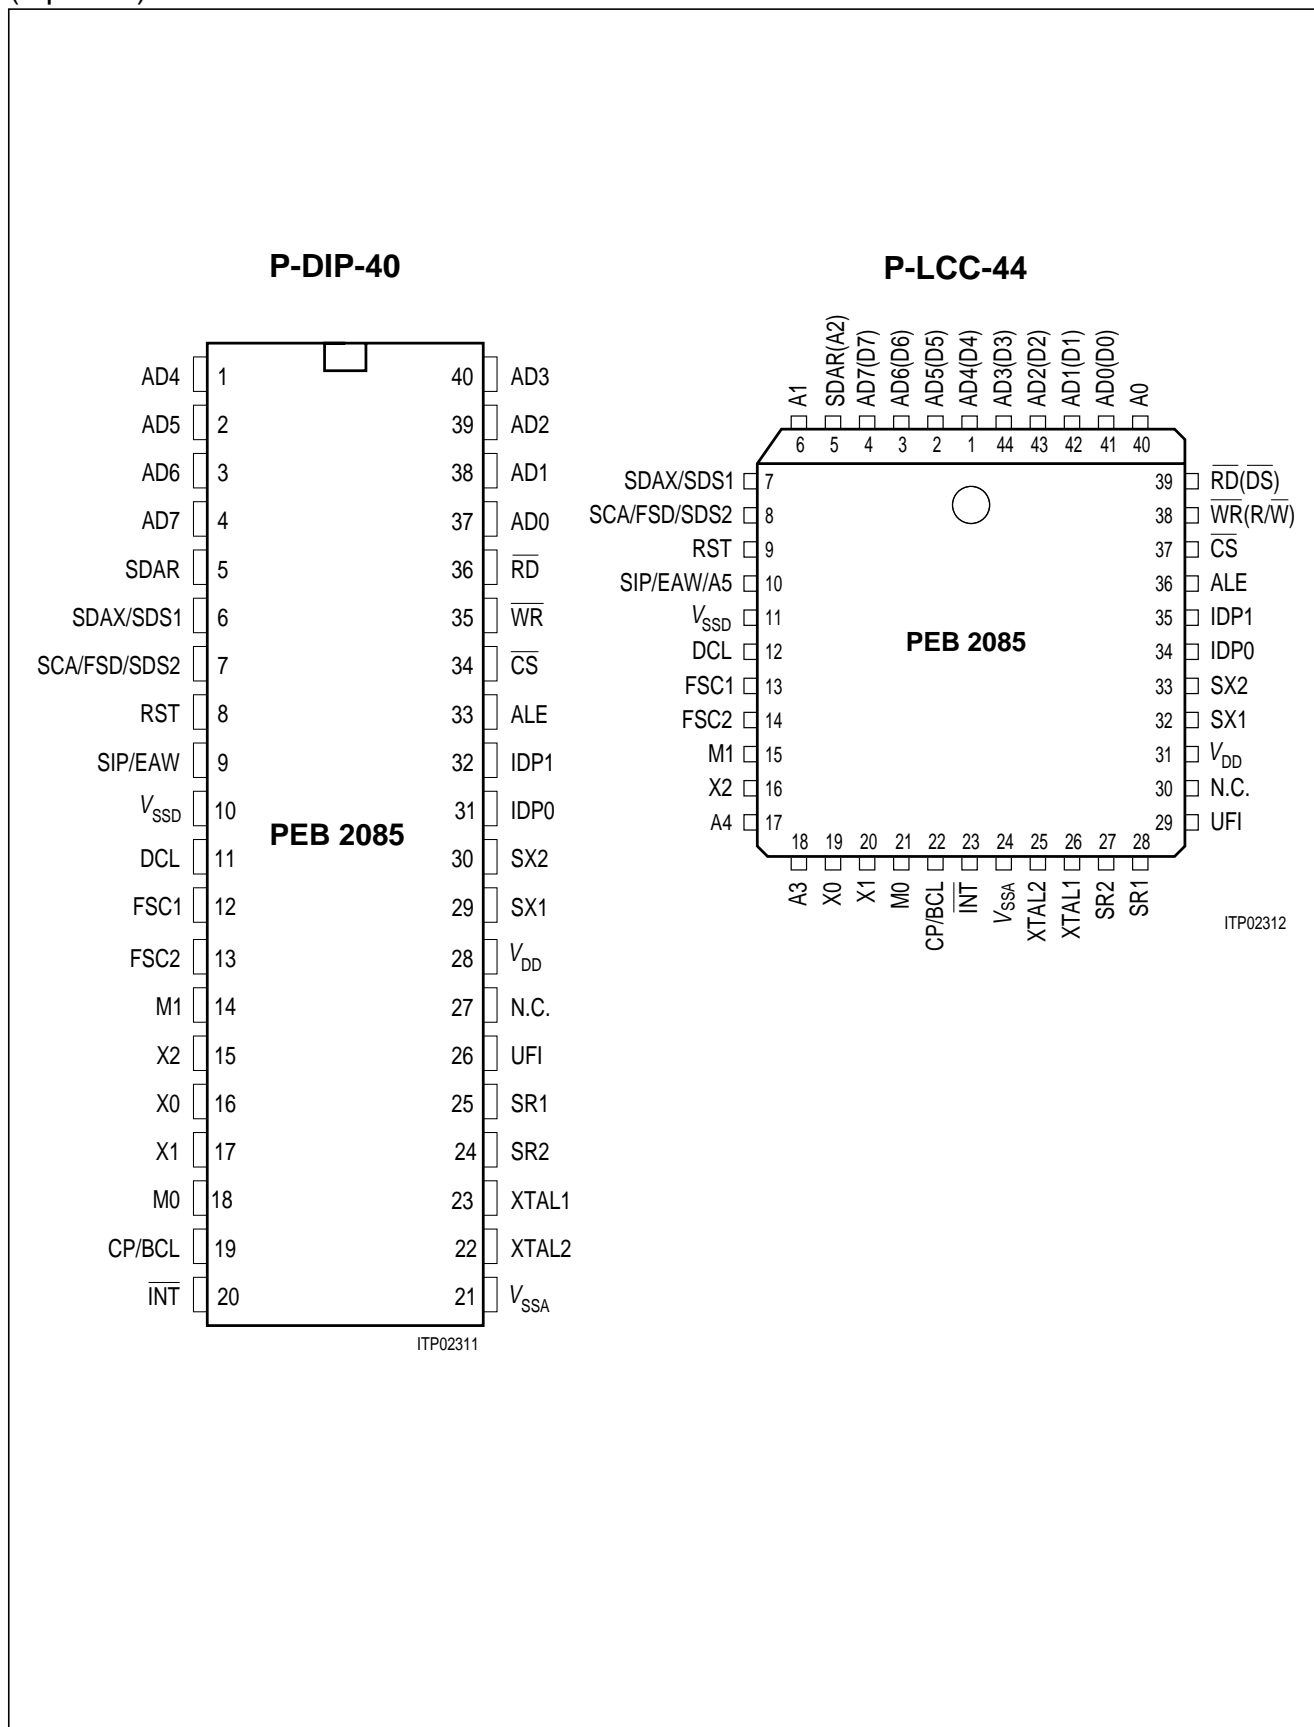 P-DIP-40
AD4 1 40 AD3
AD5 2 39 AD2
AD6 3 38 AD1
AD7 4 37 AD0
SDAR 5 36 RD
SDAX/SDS1 6 35 WR
SCA/FSD/SDS2 7 34 CS
RST 8 33 ALE
SIP/EAW 9 32 IDP1
VSSD 10 31 IDP0
PEB 2085
DCL 11 30 SX2
FSC1 12 29 SX1
FSC2 13 28 VDD
M1 14 27 N.C.
X2 15 26 UFI
X0 16 25 SR1
X1 17 24 SR2
M0 18 23 XTAL1
CP/BCL 19 22 XTAL2
INT 20 21 VSSA
ITP02311
P-LCC-44
A1 SDAR(A2) AD7(D7) AD6(D6) AD5(D5) AD4(D4) AD3(D3) AD2(D2) AD1(D1) AD0(D0) A0
6 5 4 3 2 1 44 43 42 41 40
SDAX/SDS1 7 39 RD(DS)
SCA/FSD/SDS2 8 38 WR(R/W)
RST 9 37 CS
SIP/EAW/A5 10 36 ALE
VSSD 11 35 IDP1
PEB 2085
DCL 12 34 IDP0
FSC1 13 33 SX2
FSC2 14 32 SX1
M1 15 31 VDD
X2 16 30 N.C.
A4 17 29 UFI
18 19 20 21 22 23 24 25 26 27 28
A3 X0 X1 M0 CP/BCL INT VSSA XTAL2 XTAL1 SR2 SR1
ITP02312